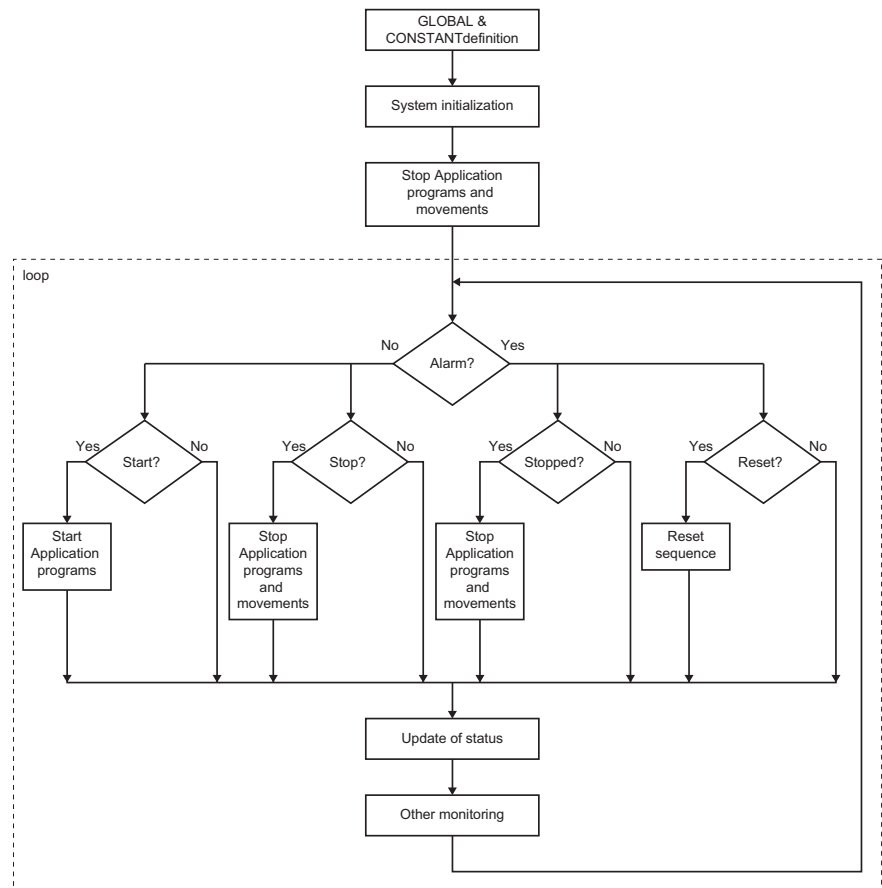 GLOBAL &
CONSTANTdefinition
System initialization
Stop Application
programs and
movements
loop
No
Yes
Alarm?
Yes
No
Start?
Yes
No
Stop?
Yes
No
Stopped?
Yes
No
Reset?
Start
Application
programs
Stop
Application
programs
and
movements
Stop
Application
programs
and
movements
Reset
sequence
Update of status
Other monitoring